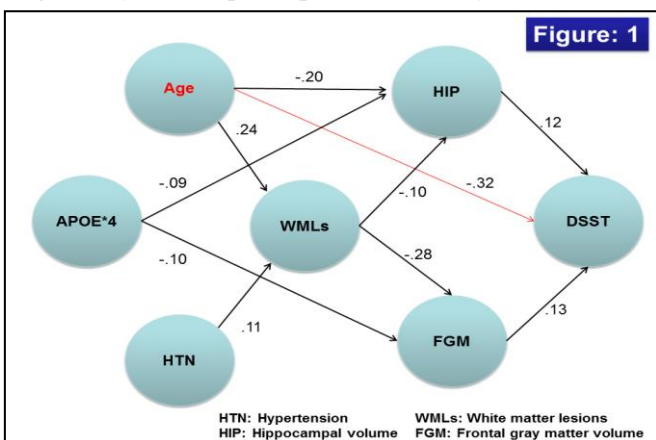 Figure: 1
Age
-.20
HIP
.24
.12
-.09
-.10
-.32
APOE*4
WMLs
DSST
-.10
-.28
.11
.13
FGM
HTN
HTN: Hypertension WMLs: White matter lesions
HIP: Hippocampal volume FGM: Frontal gray matter volume